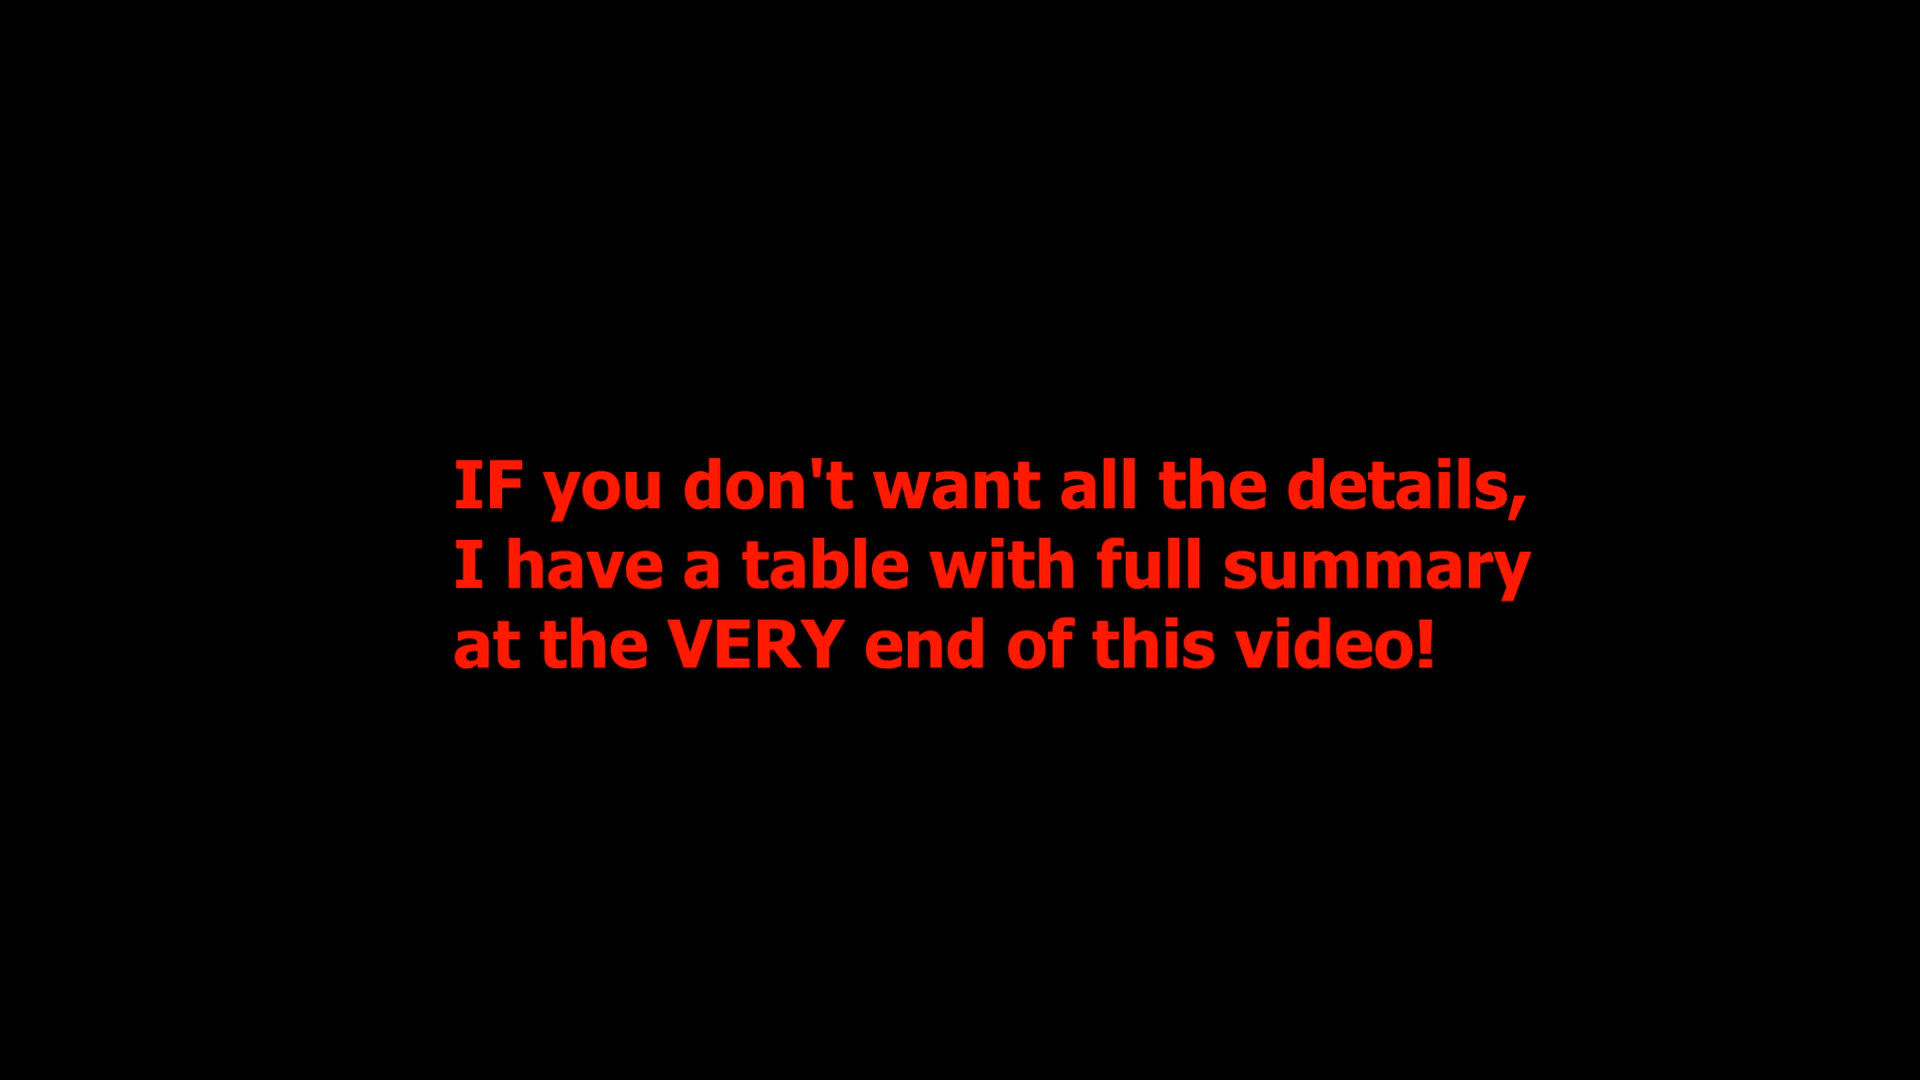 IF you don't want all the details,
I have a table with full summary
at the VERY end of this video!